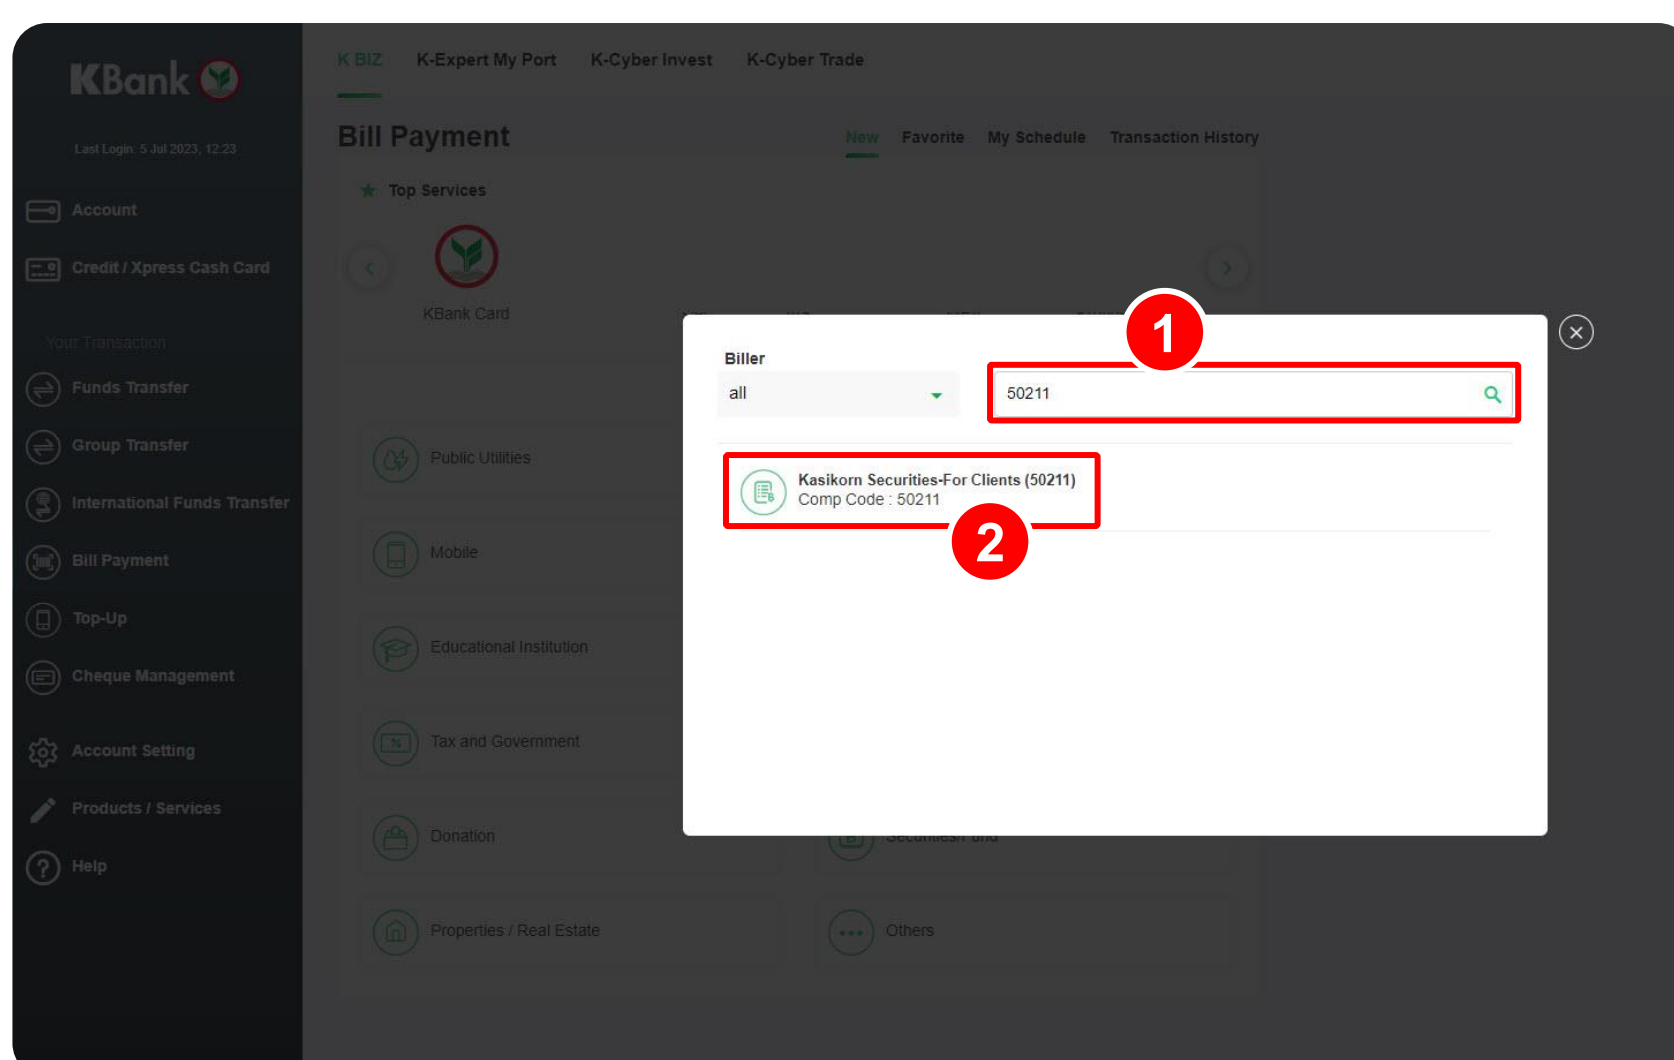 KBank
Last Login: 5 Jul 2023, 12:23
Account
Credit / Xpress Cash Card
Your Transaction
Funds Transfer
Group Transfer
International Funds Transfer
Bill Payment
Top-Up
Cheque Management
Account Setting
Products / Services
Help
K BIZ K-Expert My Port K-Cyber Invest K-Cyber Trade
Bill Payment
New Favorite My Schedule Transaction History
Top Services
KBank Card
Public Utilities
Mobile
Educational Institution
Tax and Government
Donation
Securities/Fund
Properties / Real Estate
Others
1
Biller
all
50211
Kasikorn Securities-For Clients (50211)
Comp Code : 50211
2